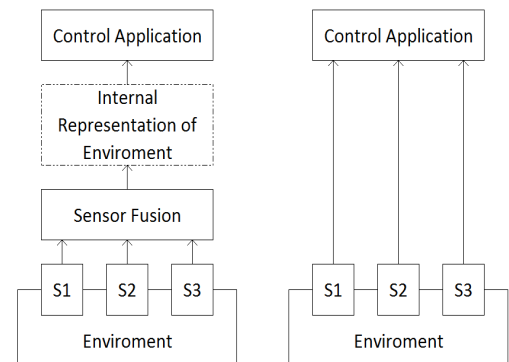 Control Application
Internal
Representation of
Enviroment
Sensor Fusion
S1 S2 S3
Enviroment
Control Application
S1 S2 S3
Enviroment